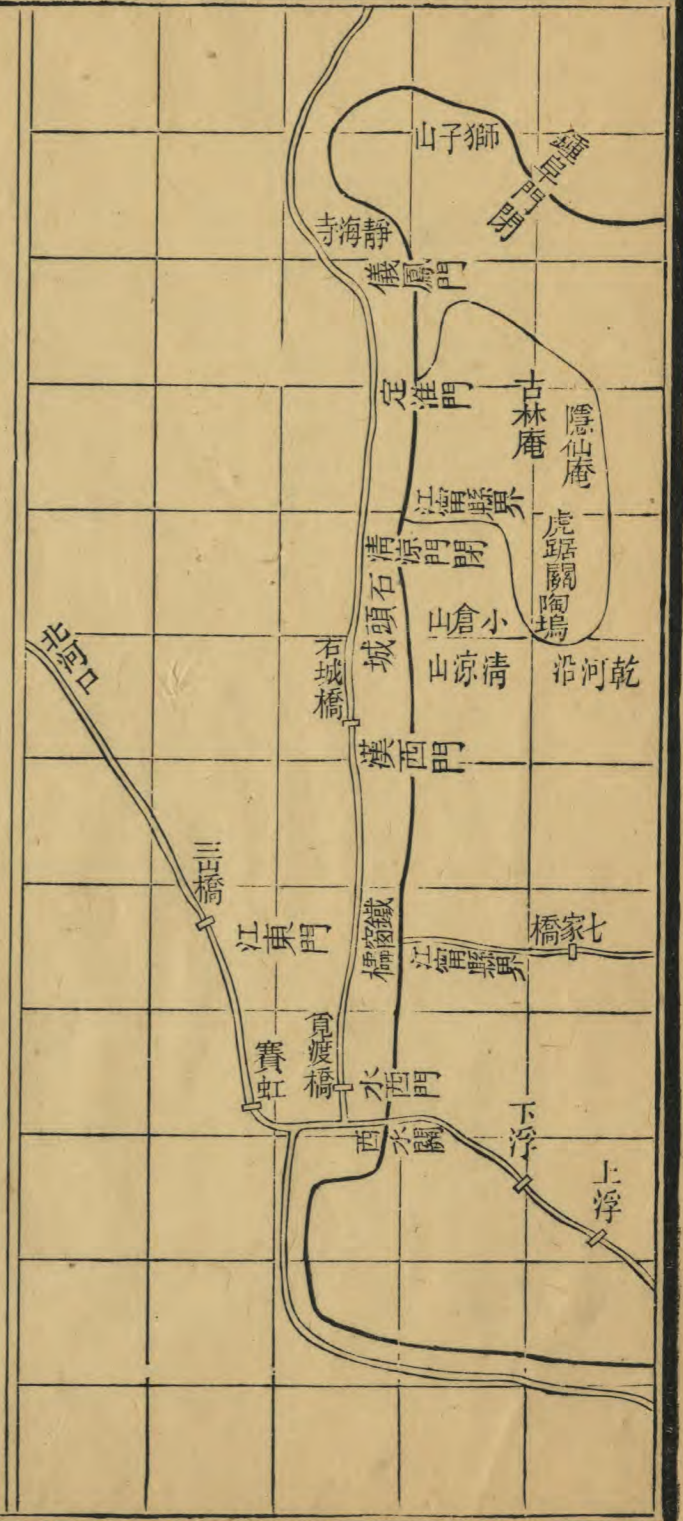 獅子山
鍾阜門閉
靜海寺
儀鳳門
定淮門
古林庵
隱仙庵
江甯縣界
虎踞關
陶塢
清涼門閉
石頭城
小倉山
清涼山
乾河沿
北河口
石城橋
漢西門
三山橋
江東門
鐵窗櫺
江甯縣界
七家橋
覓渡橋
賽虹
水西門
西水關
下浮
上浮